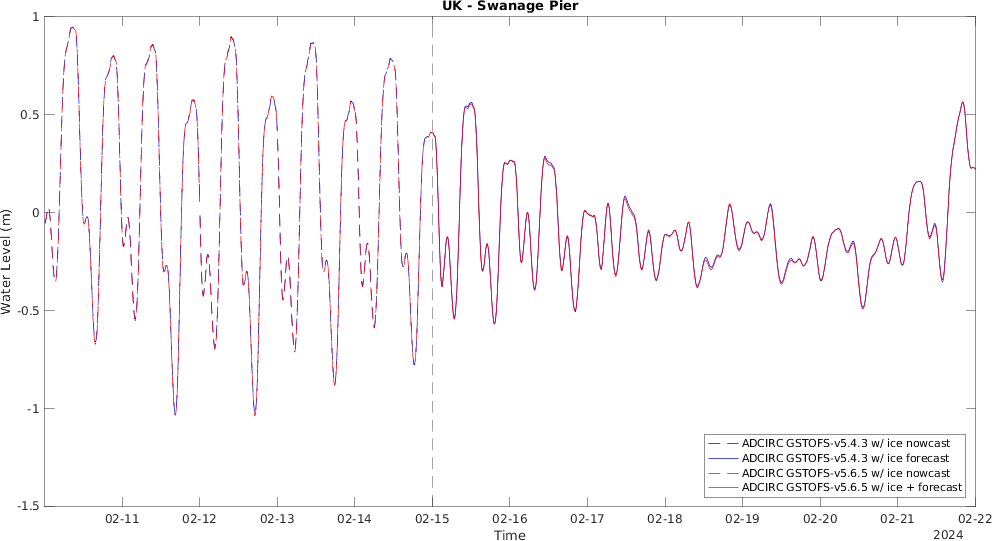 UK - Swanage Pier
1
0.5
0
-0.5
-1
-1.5
Water Level (m)
02-11 02-12 02-13 02-14 02-15 02-16 02-17 02-18 02-19 02-20 02-21 02-22
Time
2024
ADCIRC GSTOFS-v5.4.3 w/ ice nowcast
ADCIRC GSTOFS-v5.4.3 w/ ice forecast
ADCIRC GSTOFS-v5.6.5 w/ ice nowcast
ADCIRC GSTOFS-v5.6.5 w/ ice + forecast